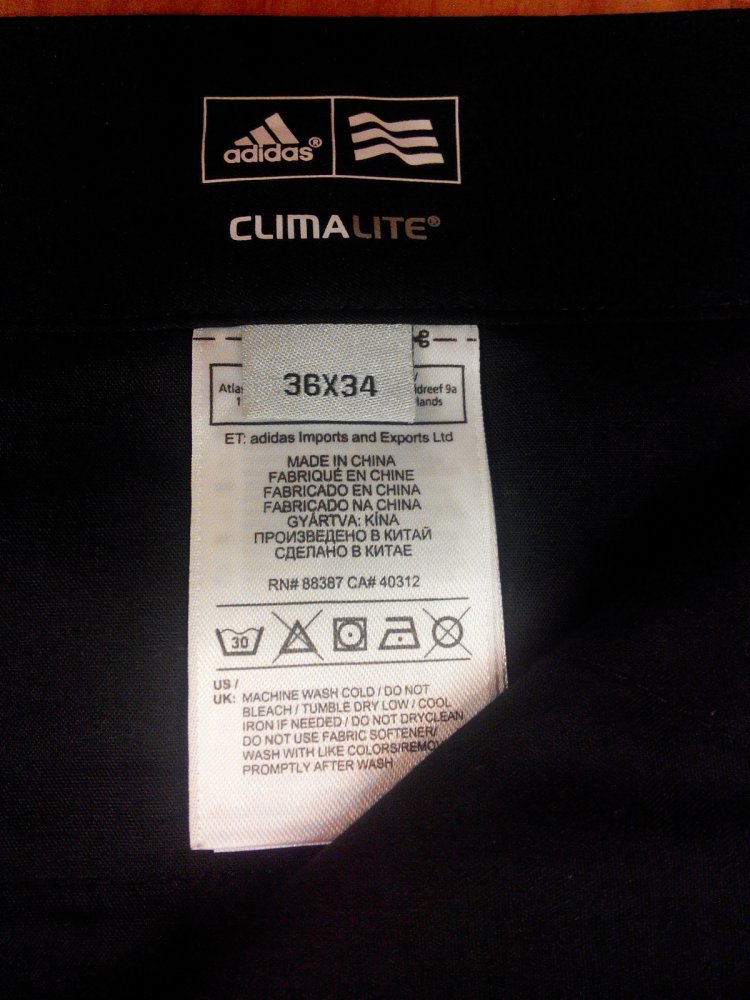 adidas®
CLIMALITE®
36X34
ET: adidas Imports and Exports Ltd
MADE IN CHINA
FABRIQUÉ EN CHINE
FABRICADO EN CHINA
FABRICADO NA CHINA
GYÁRTVA: KÍNA
ПРОИЗВЕДЕНО В КИТАЙ
СДЕЛАНО В КИТАЕ
RN# 88387 CA# 40312
30
US /
UK: MACHINE WASH COLD / DO NOT
BLEACH / TUMBLE DRY LOW / COOL
IRON IF NEEDED / DO NOT DRYCLEAN
DO NOT USE FABRIC SOFTENER/
WASH WITH LIKE COLORS/
PROMPTLY AFTER WASH